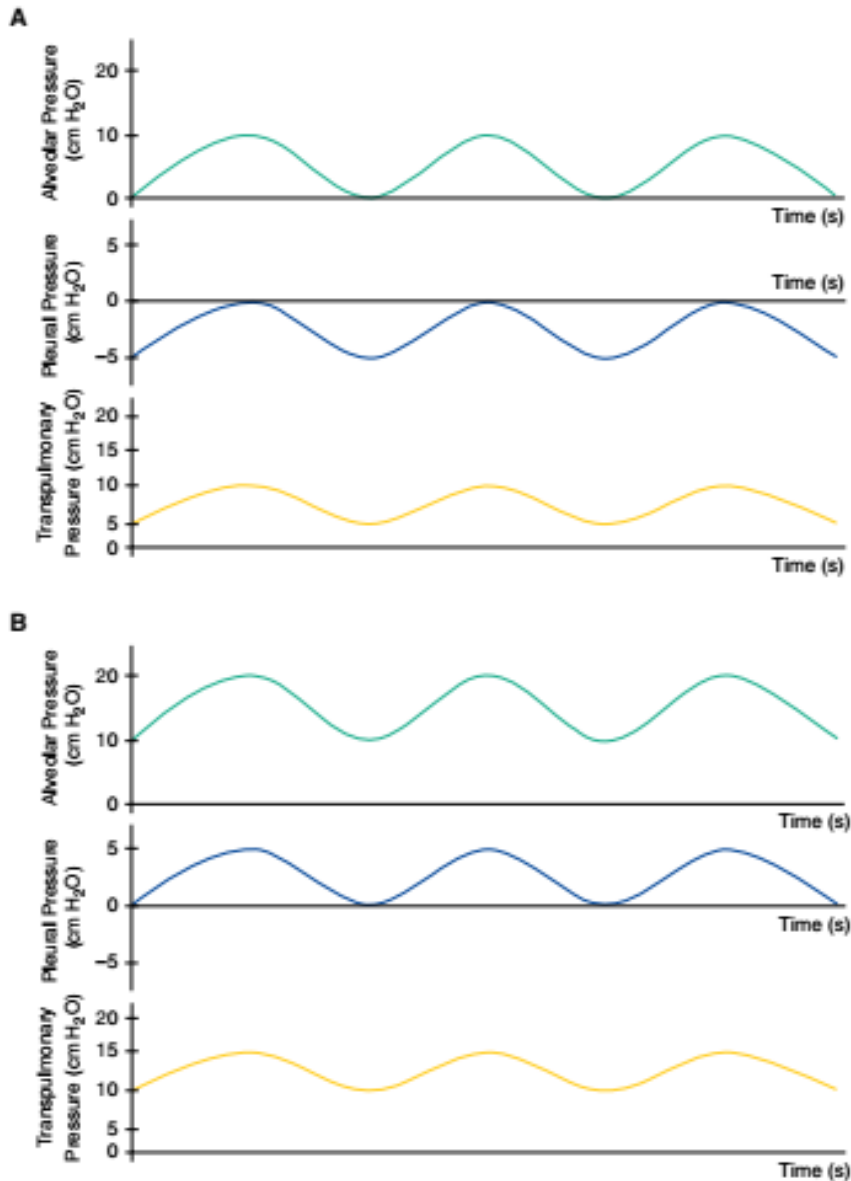 A
Alveolar Pressure
(cm H₂O)
20
10
0
Time (s)
Pleural Pressure
(cm H₂O)
5
0
−5
Time (s)
Transpulmonary
Pressure (cm H₂O)
20
15
10
5
0
Time (s)
B
Alveolar Pressure
(cm H₂O)
20
10
0
Time (s)
Pleural Pressure
(cm H₂O)
5
0
−5
Time (s)
Transpulmonary
Pressure (cm H₂O)
20
15
10
5
0
Time (s)